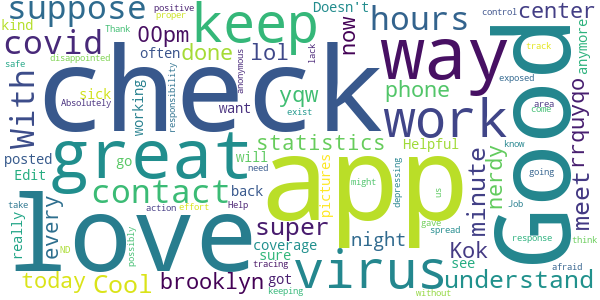 suppose
keep
hours
center
kind
positive
proper
Thank
Doesn't
control
track
now
covid
00pm
done
lol
way
Good
safe
disappointed
often
anonymous
lack
anymore
With
check
Absolutely
sick
working
responsibility
want
yqw
exist
phone
work
exposed
area
come
minute
posted
great
statistics
Helpful
nerdy
meet
rrquyqo
know
Edit
go
will
need
app
pictures
might
us
depressing
going
contact
back
Job
take
really
every
love
action
effort
Help
super
night
gave
spread
Kok
response
think
ND
possibly
tracing
coverage
sure
virus
see
afraid
today
Cool
brooklyn
got
keeping
without
understand